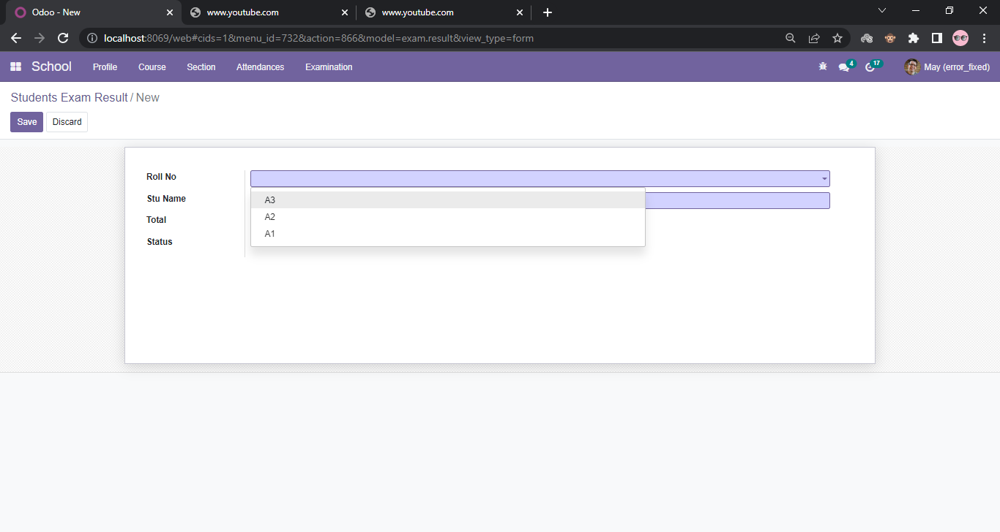 Odoo - New
www.youtube.com
www.youtube.com
localhost:8069/web#cids=1&menu_id=732&action=866&model=exam.result&view_type=form
School Profile Course Section Attendances Examination 4 17 May (error_fixed)
Students Exam Result / New
Save Discard
Roll No
A3
Stu Name
A2
Total
A1
Status